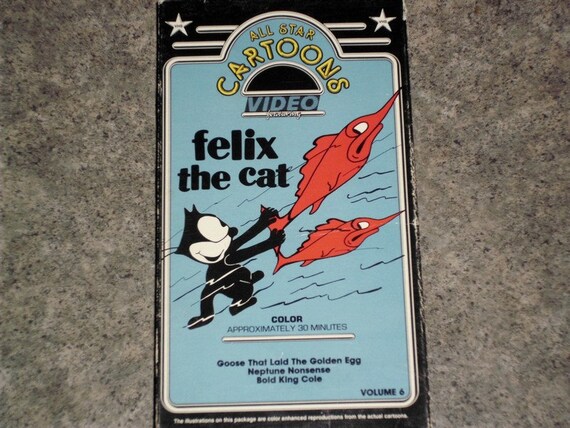 ALL STAR
CARTOONS
VIDEO
felix
the cat
COLOR
APPROXIMATELY 30 MINUTES
Goose That Laid The Golden Egg
Neptune Nonsense
Bold King Cole
VOLUME 6
The illustrations on this package are color enhanced reproductions from the actual cartoons.